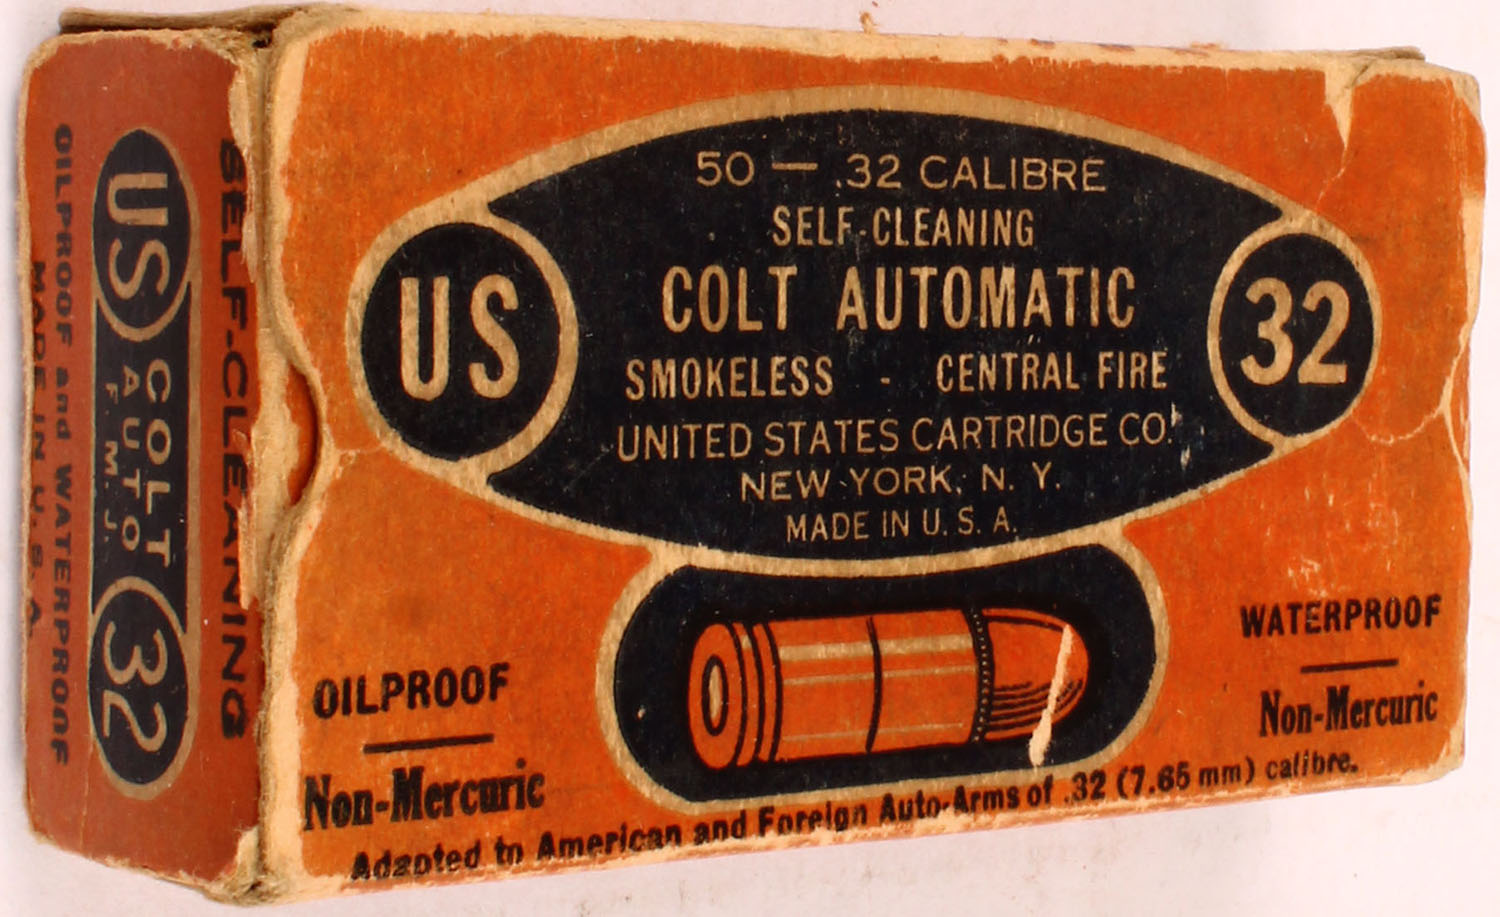 50 — .32 CALIBRE
SELF-CLEANING
COLT AUTOMATIC
SMOKELESS - CENTRAL FIRE
UNITED STATES CARTRIDGE CO.
NEW YORK, N. Y.
MADE IN U. S. A.
US
32
OILPROOF
Non-Mercuric
WATERPROOF
Non-Mercuric
Adapted to American and Foreign Auto-Arms of .32 (7.65 mm) calibre.
SELF-CLEANING
US
COLT
AUTO
F. M. J.
32
OILPROOF and WATERPROOF
MADE IN U. S. A.